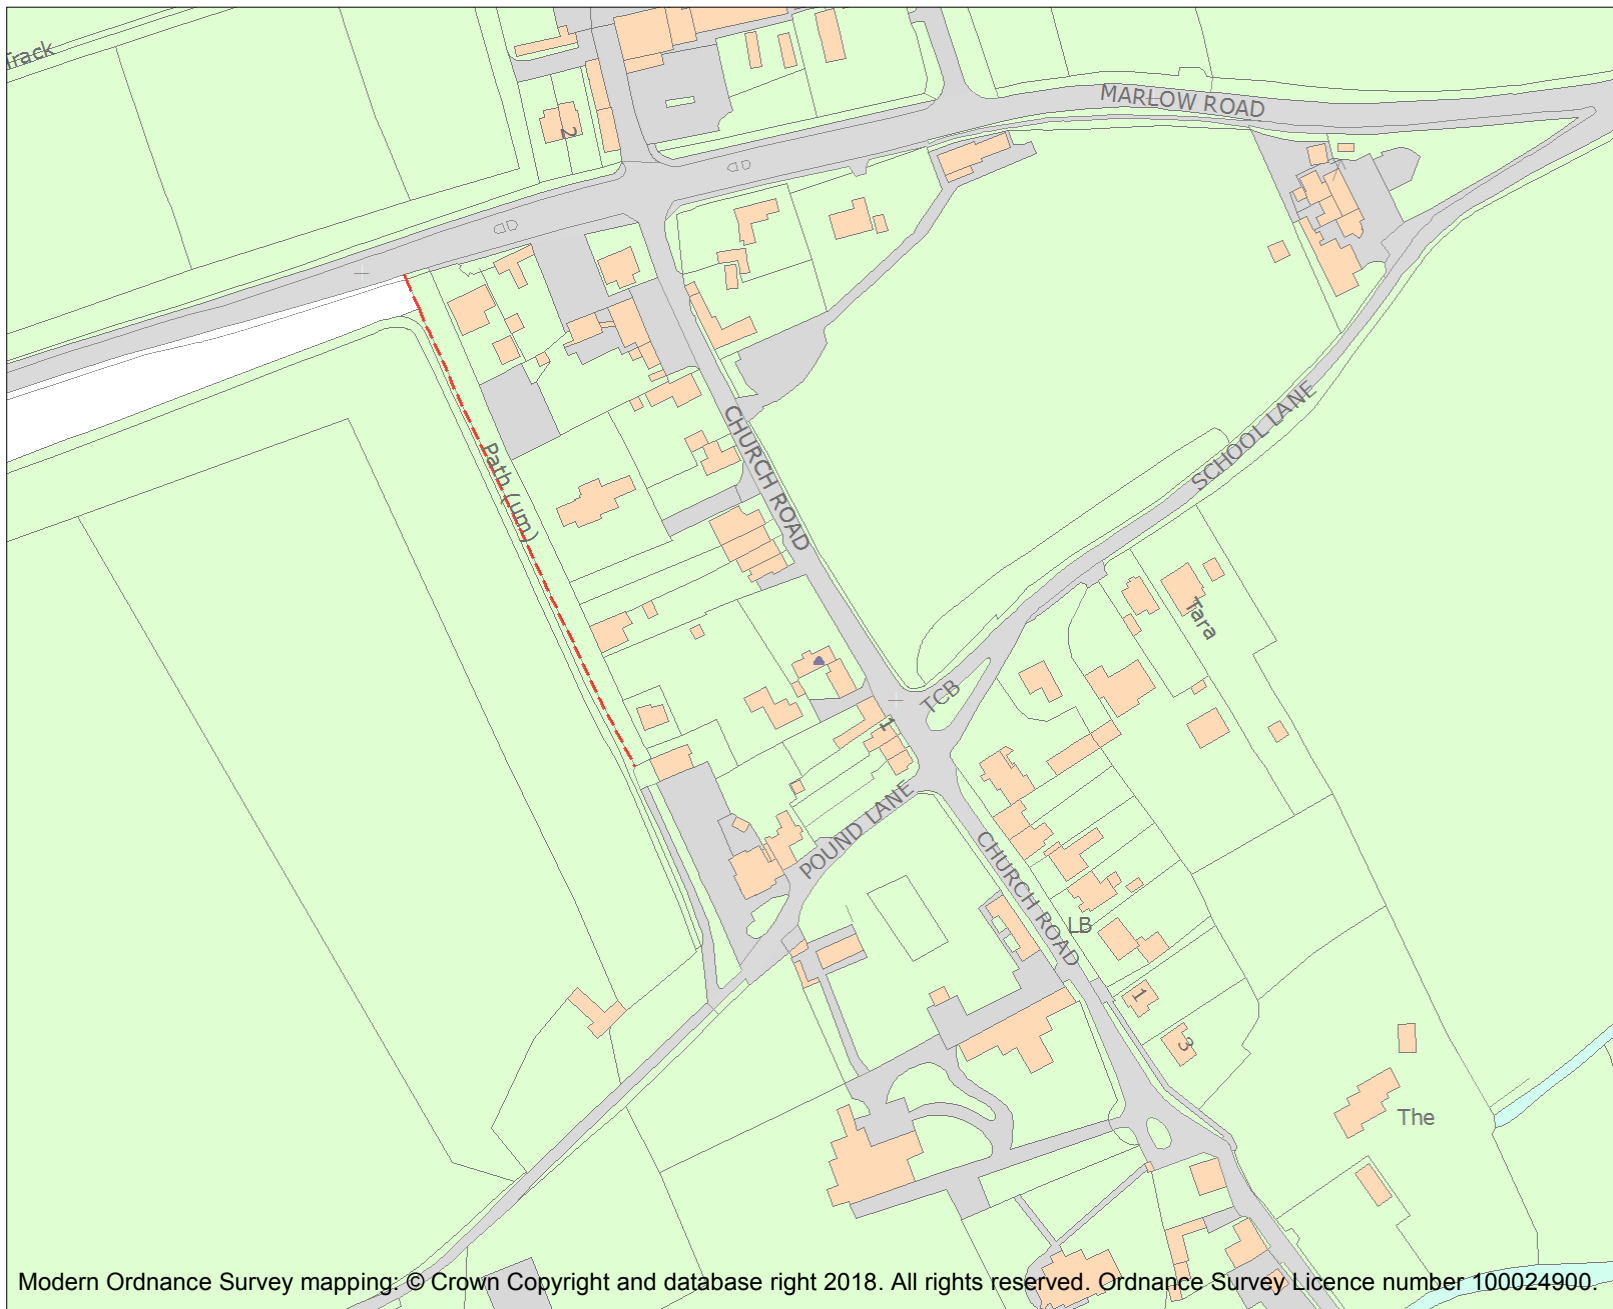 Track
MARLOW ROAD
2
CHURCH ROAD
SCHOOL LANE
Path (um)
Tara
TCB
1
POUND LANE
CHURCH ROAD
LB
1
3
The
Modern Ordnance Survey mapping: © Crown Copyright and database right 2018. All rights reserved. Ordnance Survey Licence number 100024900.